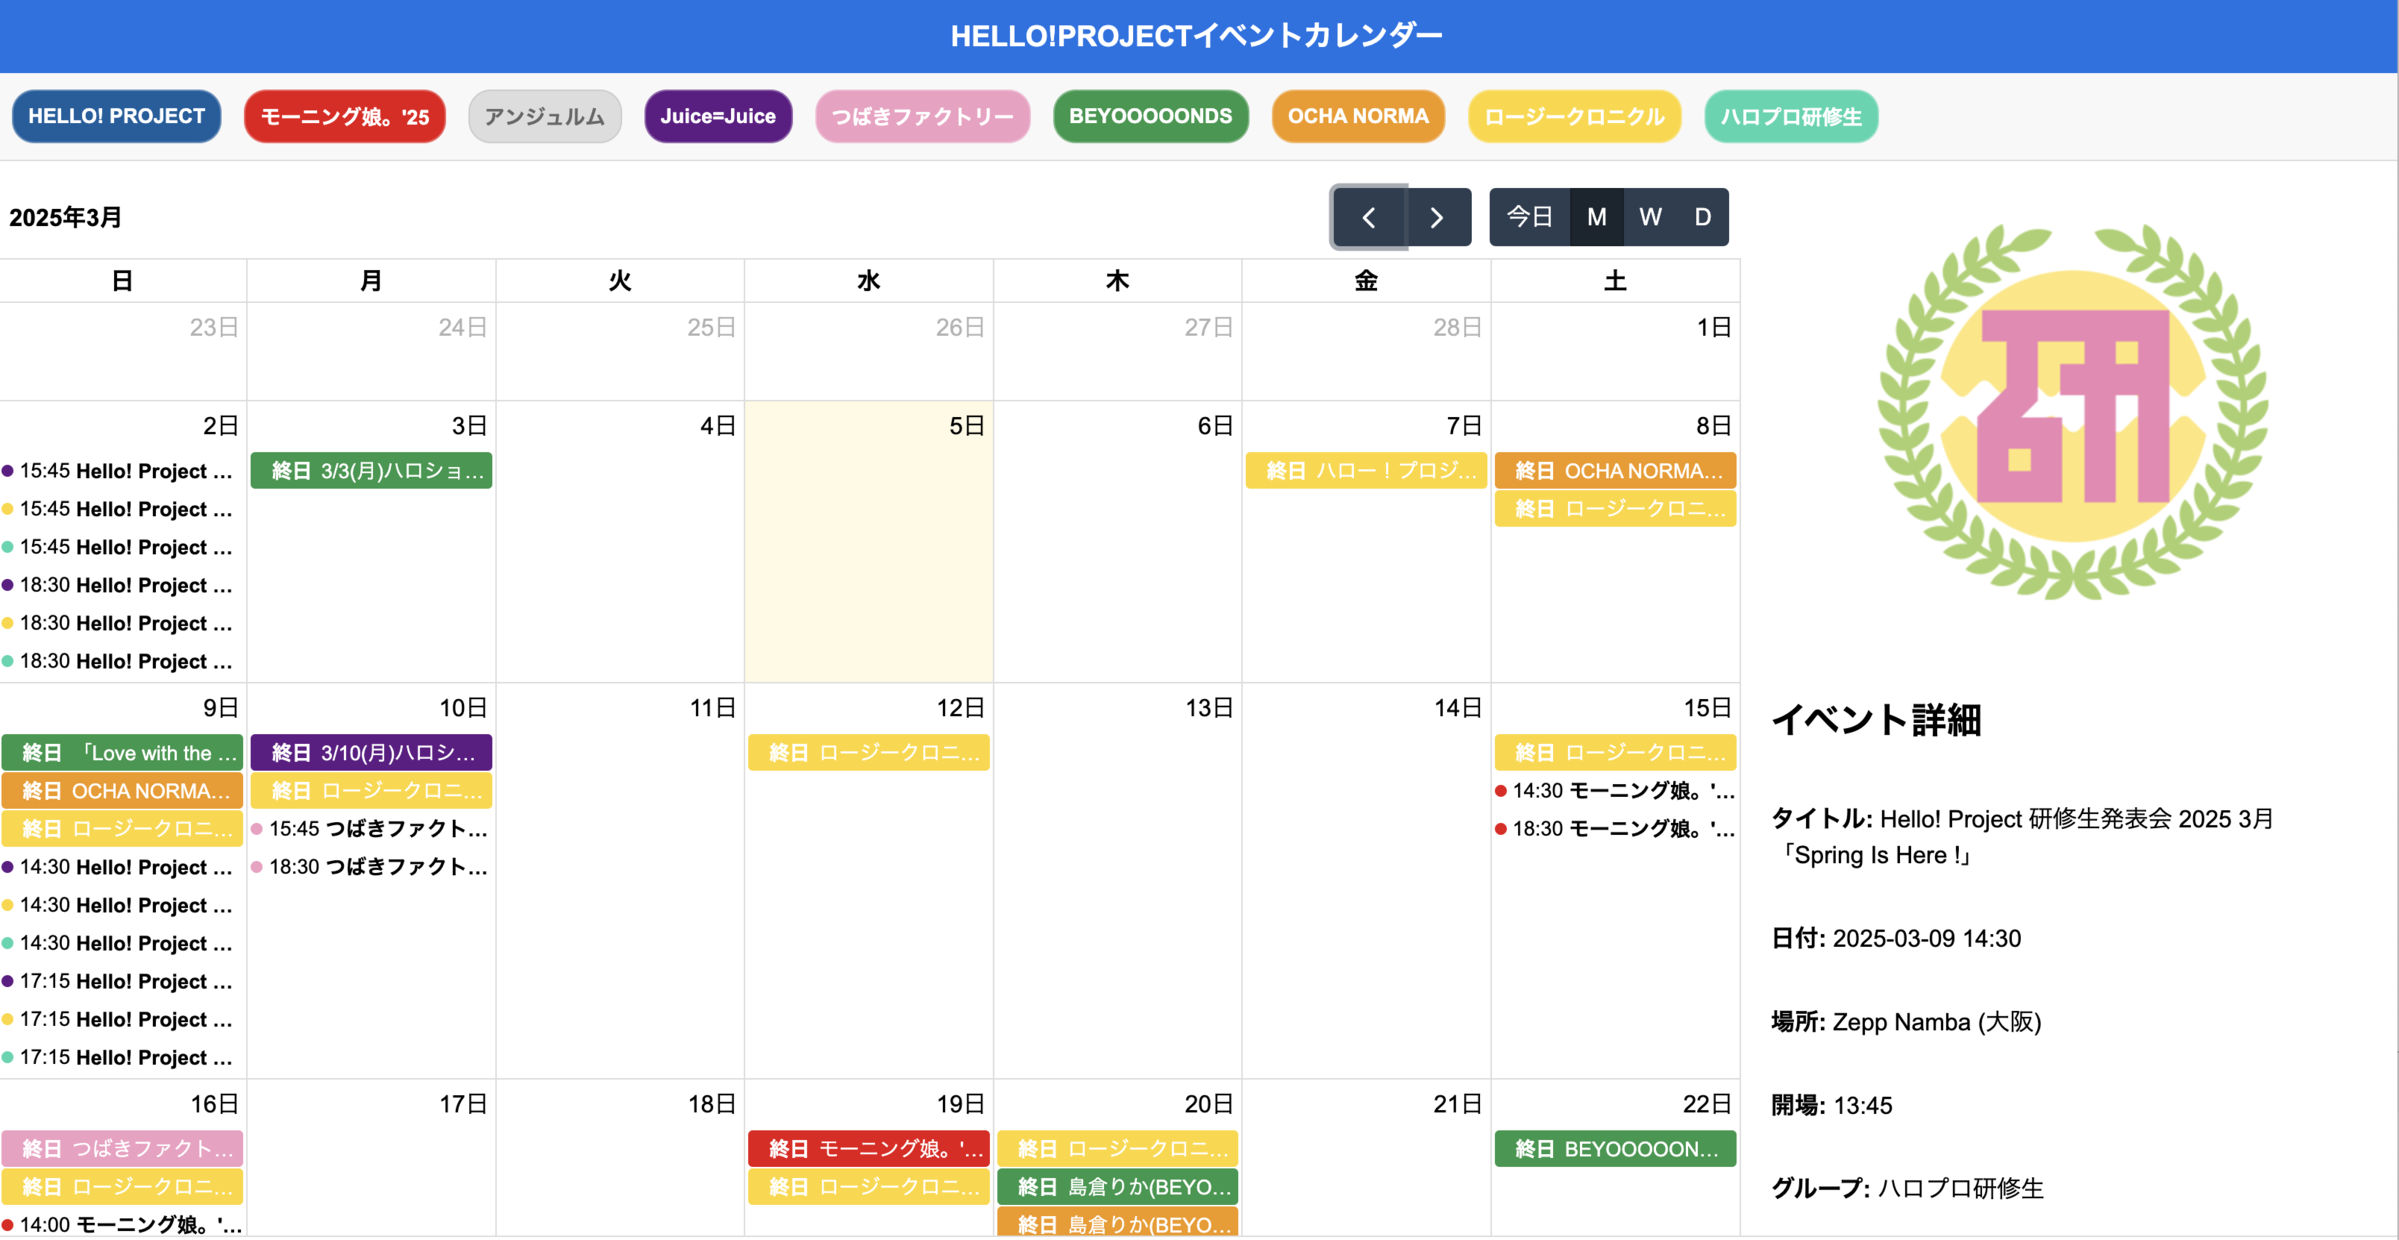 HELLO!PROJECTイベントカレンダー
HELLO! PROJECT モーニング娘。'25 アンジュルム Juice=Juice つばきファクトリー BEYOOOOONDS OCHA NORMA ロージークロニクル ハロプロ研修生
2025年3月
今日 M W D
日 月 火 水 木 金 土
23日 24日 25日 26日 27日 28日 1日
2日 3日 4日 5日 6日 7日 8日
15:45 Hello! Project ...
15:45 Hello! Project ...
15:45 Hello! Project ...
18:30 Hello! Project ...
18:30 Hello! Project ...
18:30 Hello! Project ...
終日 3/3(月)ハロショ...
終日 ハロー！プロジ...
終日 OCHA NORMA...
終日 ロージークロニ...
9日 10日 11日 12日 13日 14日 15日
終日 「Love with the ...
終日 OCHA NORMA...
終日 ロージークロニ...
14:30 Hello! Project ...
14:30 Hello! Project ...
14:30 Hello! Project ...
17:15 Hello! Project ...
17:15 Hello! Project ...
17:15 Hello! Project ...
終日 3/10(月)ハロシ...
終日 ロージークロニ...
15:45 つばきファクト...
18:30 つばきファクト...
終日 ロージークロニ...
終日 ロージークロニ...
14:30 モーニング娘。'...
18:30 モーニング娘。'...
16日 17日 18日 19日 20日 21日 22日
終日 つばきファクト...
終日 ロージークロニ...
14:00 モーニング娘。'...
終日 モーニング娘。'...
終日 ロージークロニ...
終日 ロージークロニ...
終日 島倉りか(BEYO...
終日 島倉りか(BEYO...
終日 BEYOOOOON...
研
イベント詳細
タイトル: Hello! Project 研修生発表会 2025 3月
「Spring Is Here !」
日付: 2025-03-09 14:30
場所: Zepp Namba (大阪)
開場: 13:45
グループ: ハロプロ研修生